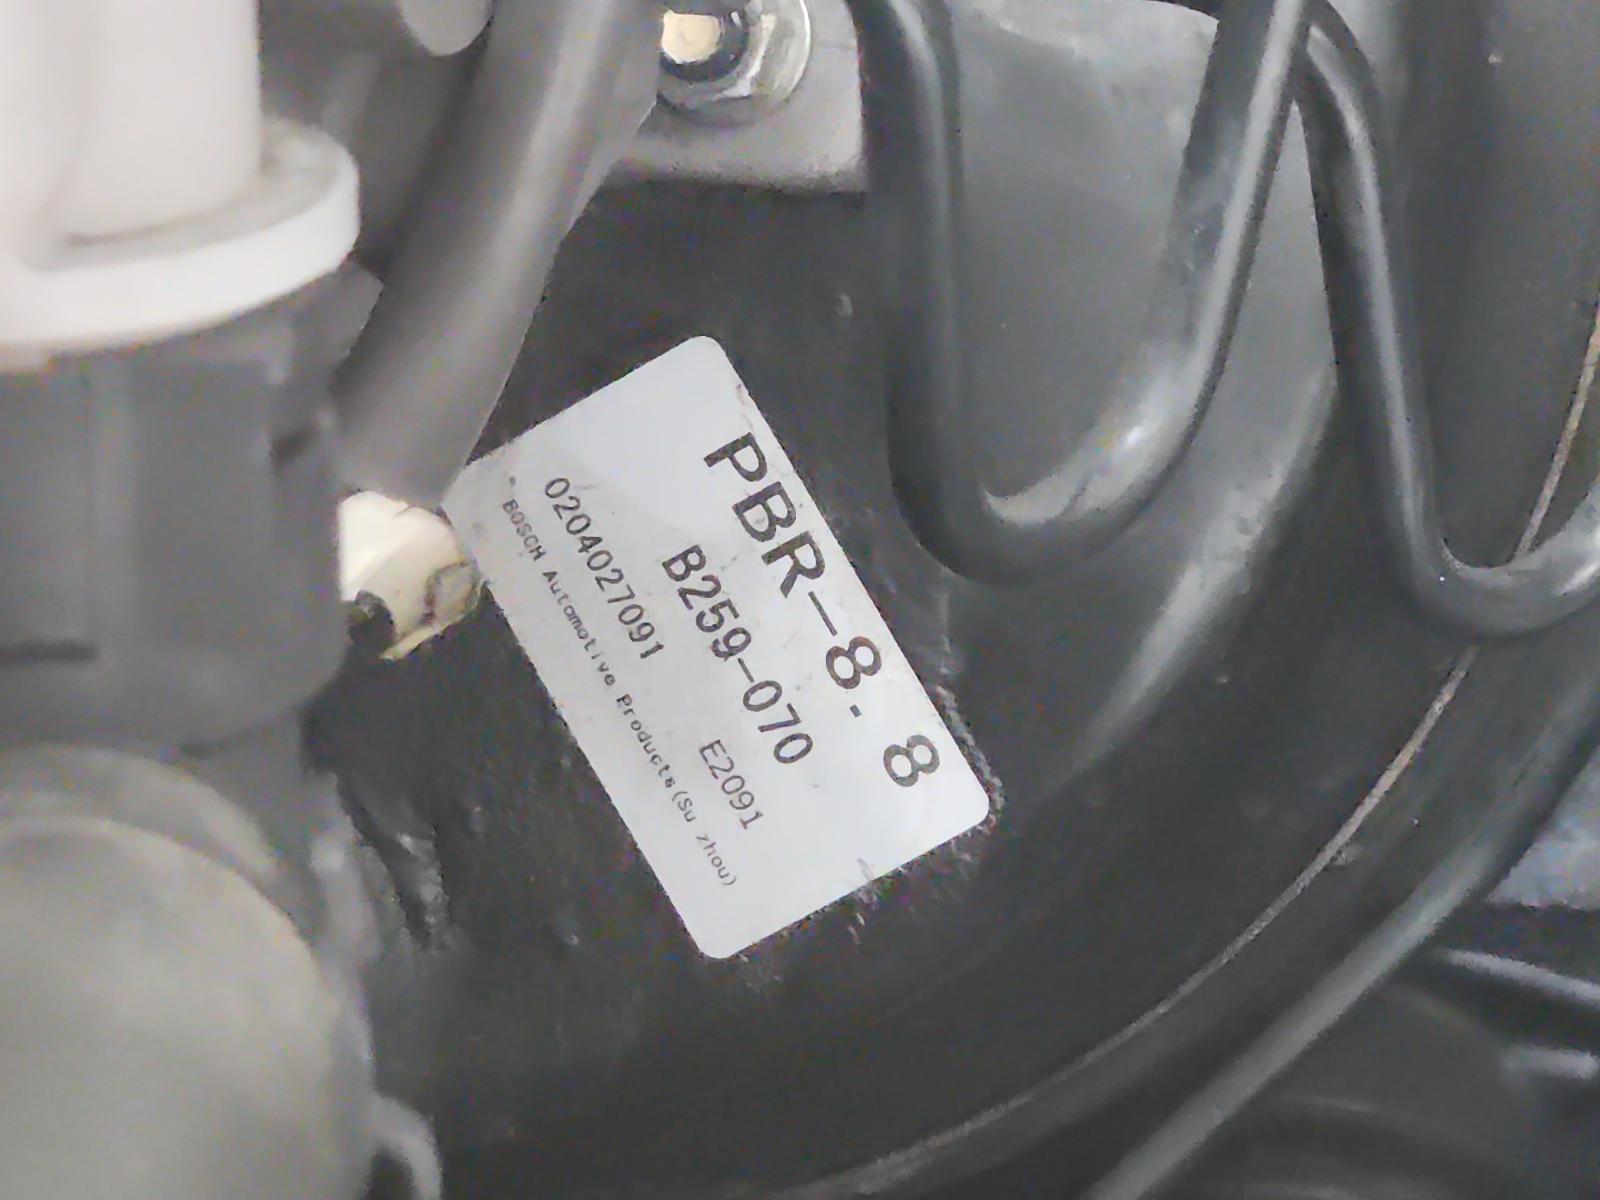 PBR-8.8
B259-070
0204027091 E2091
BOSCH Automotive Products(Su zhou)